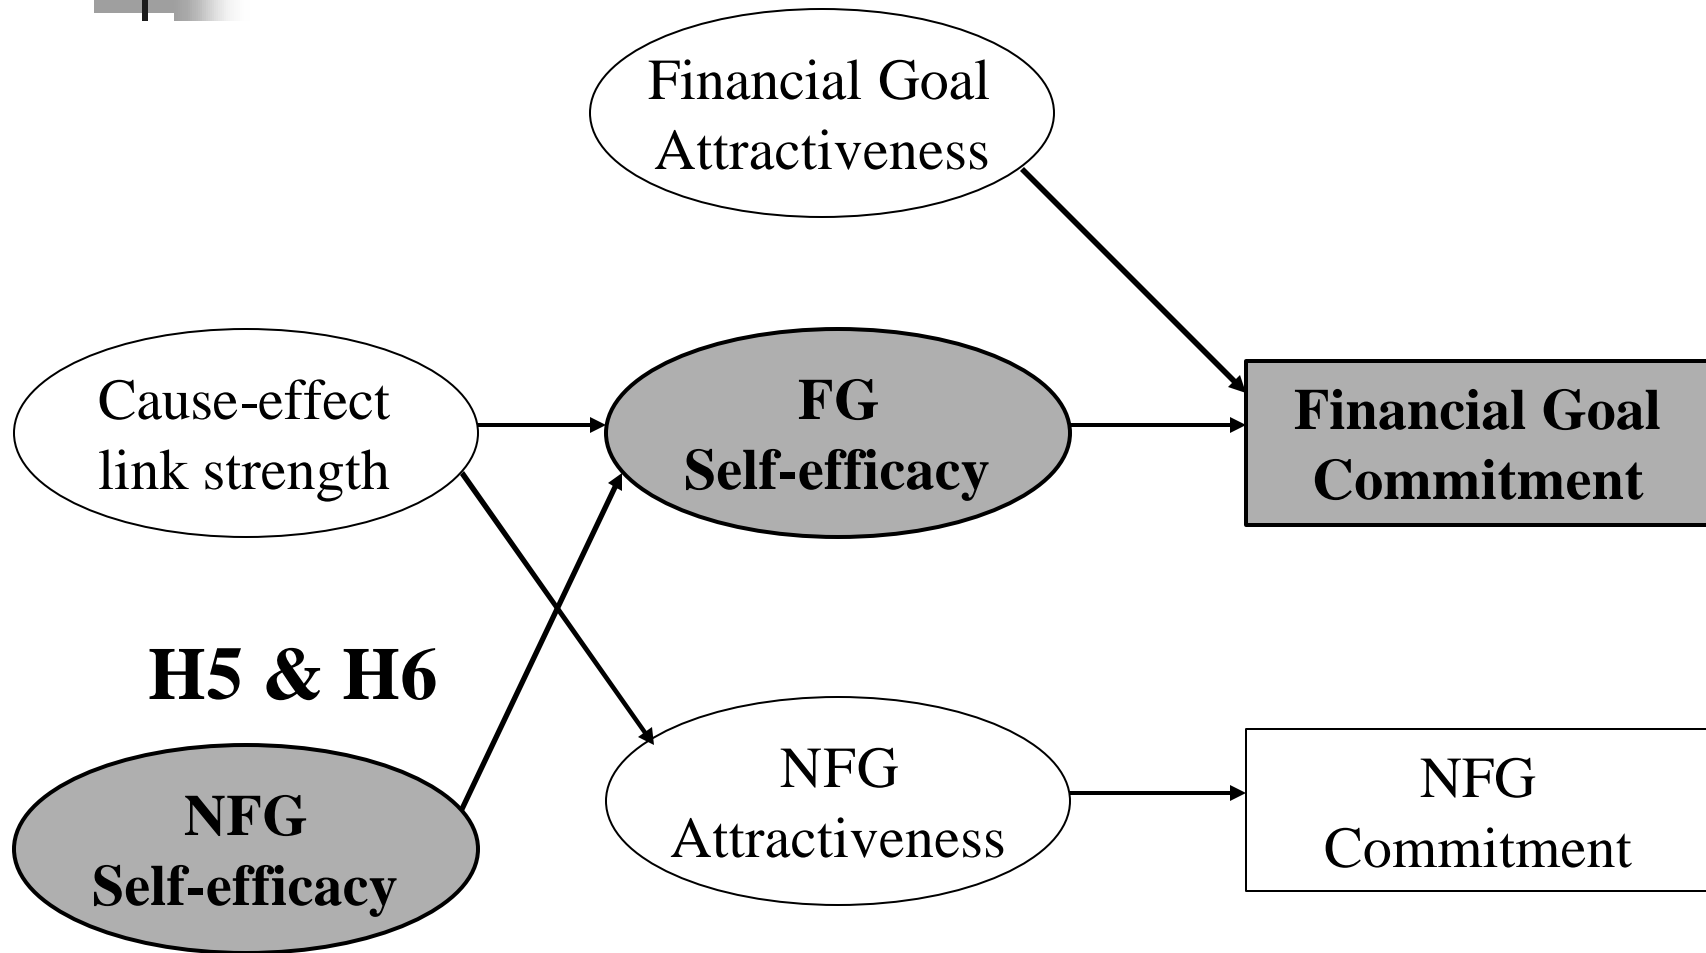 Financial Goal
Attractiveness
Cause-effect
link strength
FG
Self-efficacy
Financial Goal
Commitment
H5 & H6
NFG
Self-efficacy
NFG
Attractiveness
NFG
Commitment